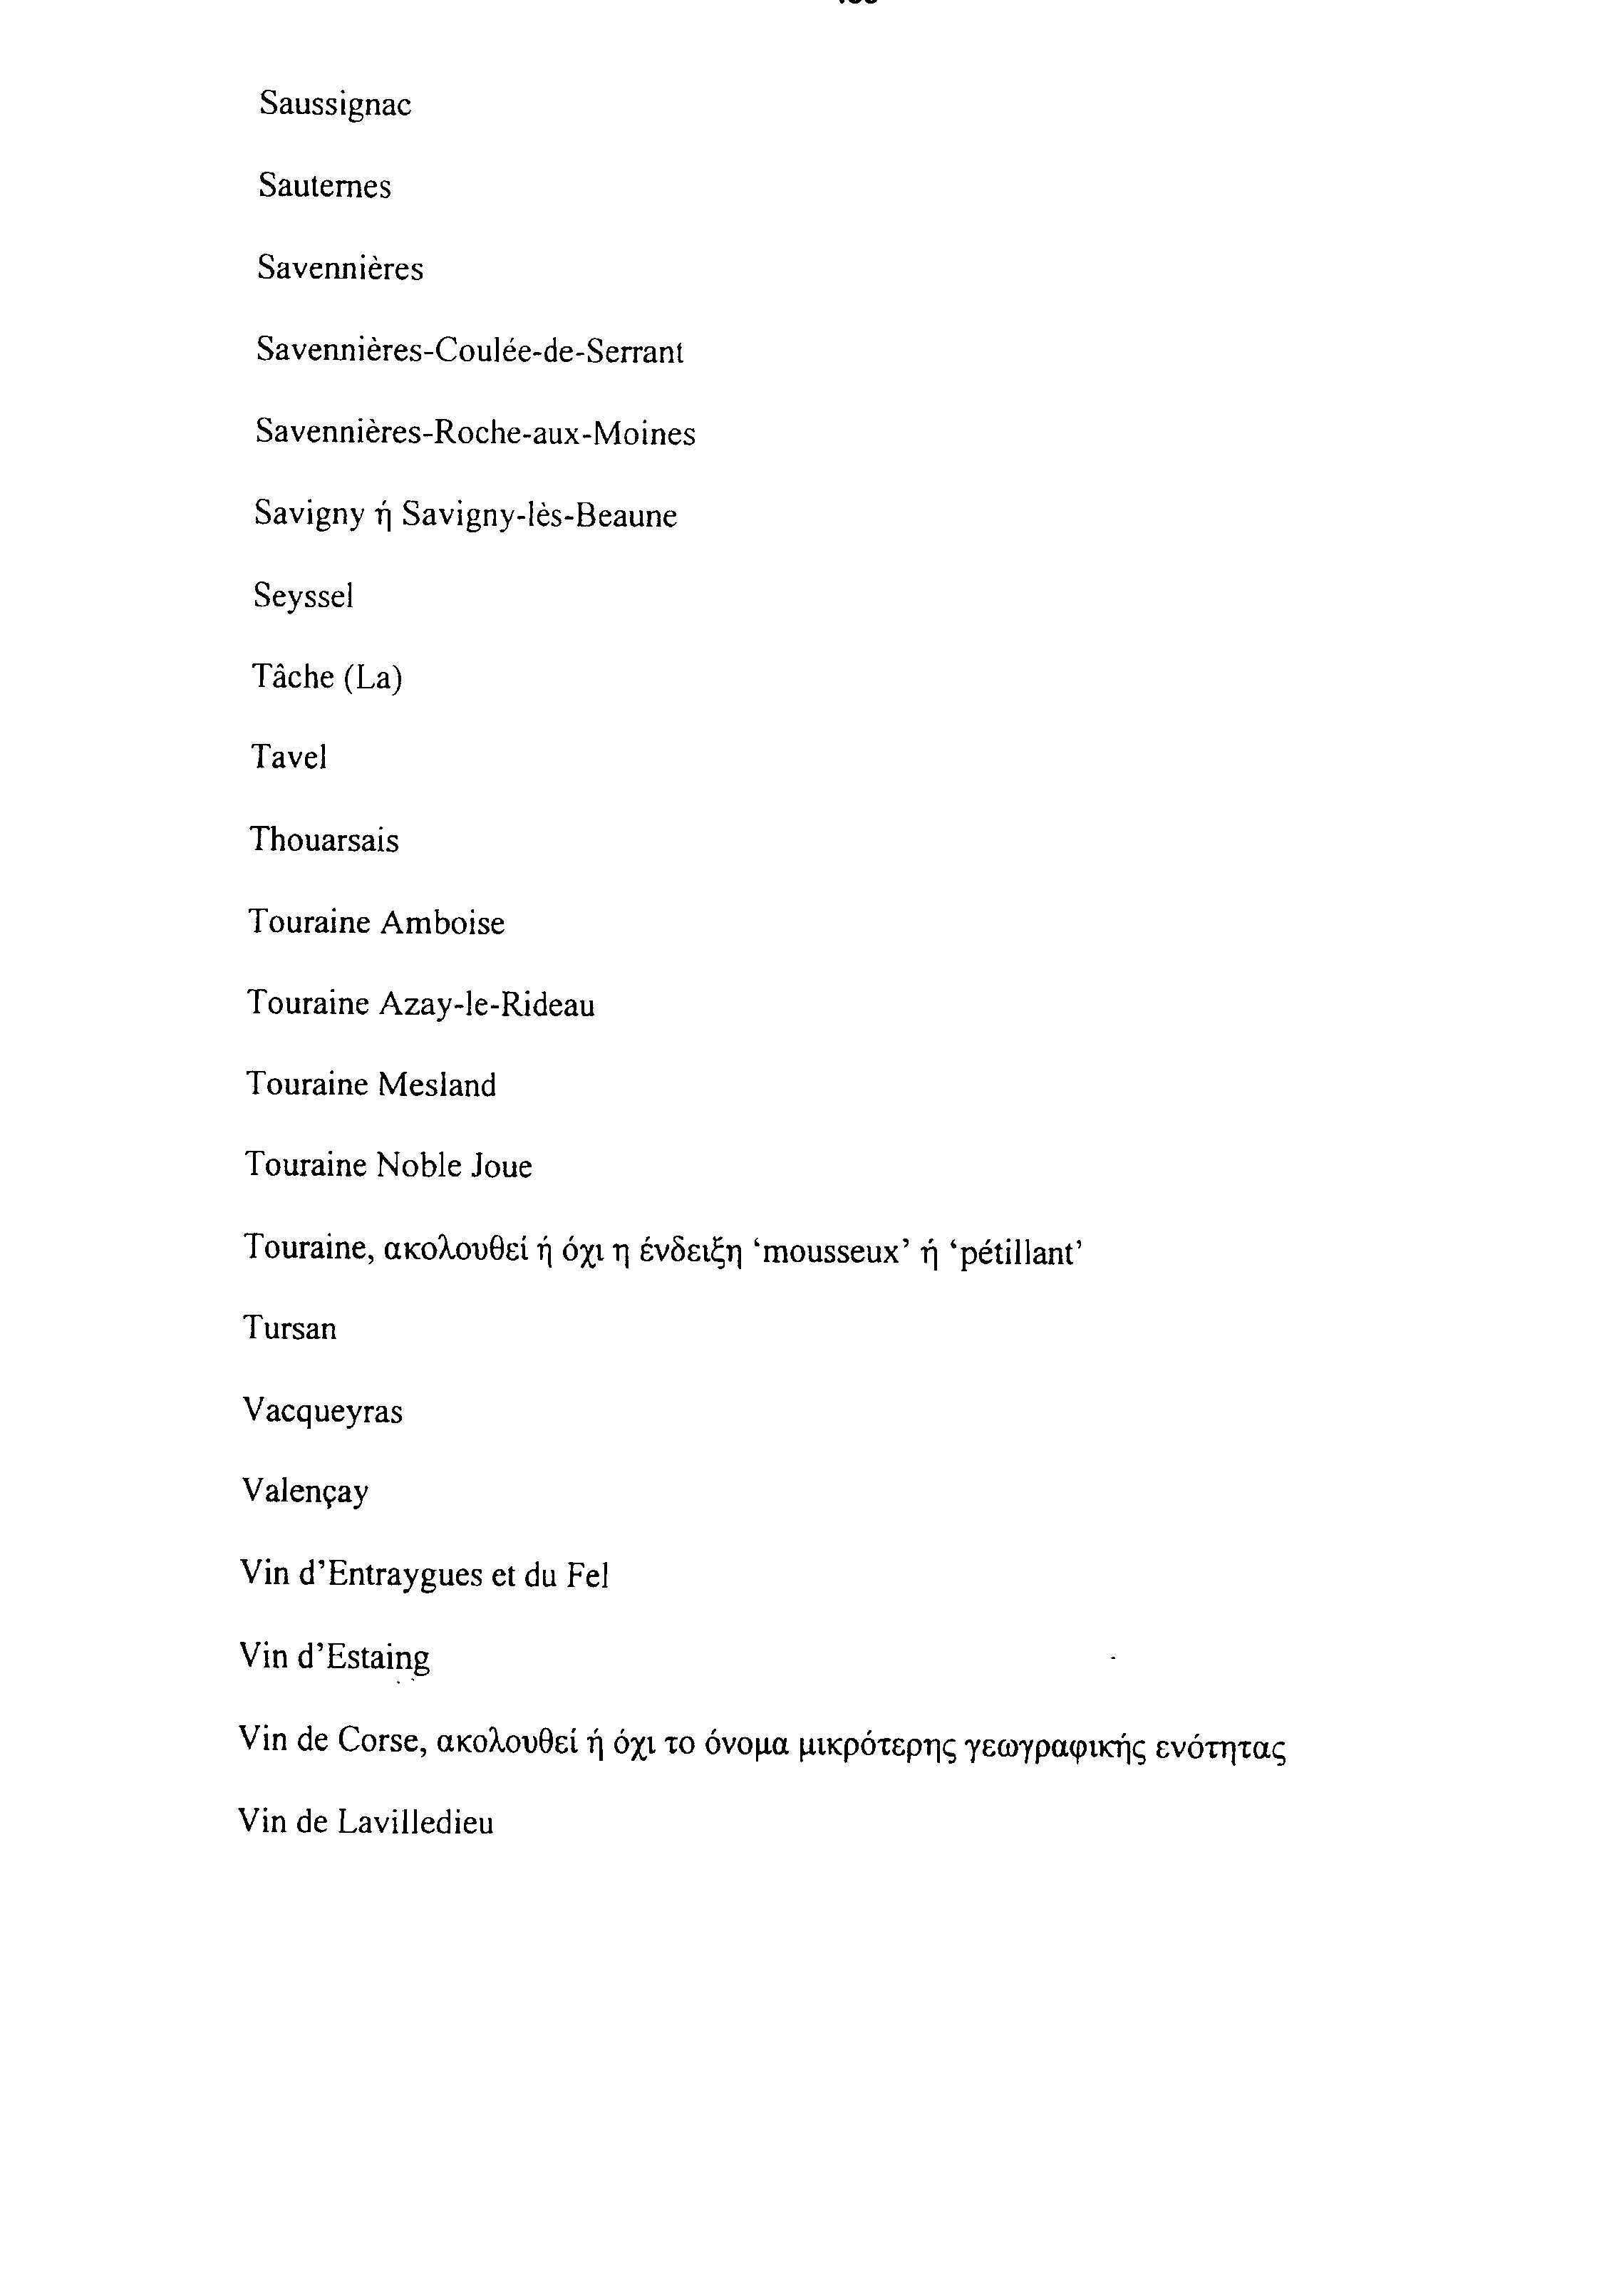 Saussignac
Sauternes
Savennières
Savennières-Coulée-de-Serrant
Savennières-Roche-aux-Moines
Savigny ή Savigny-lès-Beaune
Seyssel
Tâche (La)
Tavel
Thouarsais
Touraine Amboise
Touraine Azay-le-Rideau
Touraine Mesland
Touraine Noble Joue
Touraine, ακολουθεί ή όχι η ένδειξη ‘mousseux’ ή ‘pétillant’
Tursan
Vacqueyras
Valençay
Vin d’Entraygues et du Fel
Vin d’Estaing
Vin de Corse, ακολουθεί ή όχι το όνομα μικρότερης γεωγραφικής ενότητας
Vin de Lavilledieu